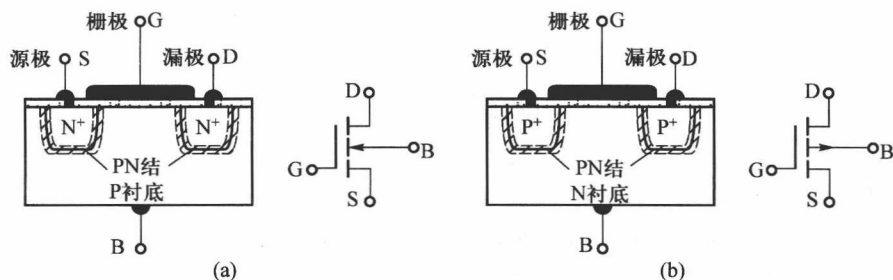 栅极 G
源极 S 漏极 D
N⁺ N⁺
PN结
P衬底
B
D
G B
S
(a)
栅极 G
源极 S 漏极 D
P⁺ P⁺
PN结
N衬底
B
D
G B
S
(b)